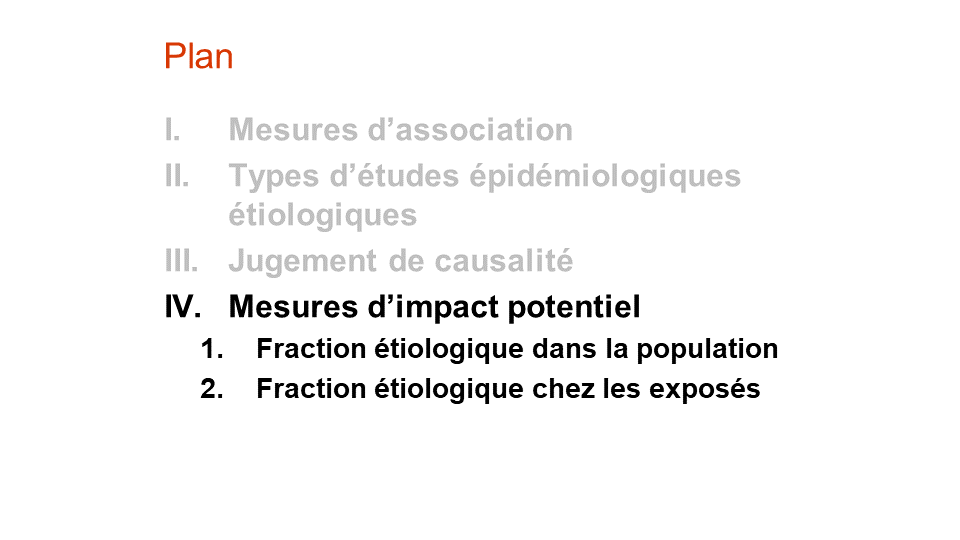 Plan
I. Mesures d’association
II. Types d’études épidémiologiques
étiologiques
III. Jugement de causalité
IV. Mesures d’impact potentiel
1. Fraction étiologique dans la population
2. Fraction étiologique chez les exposés